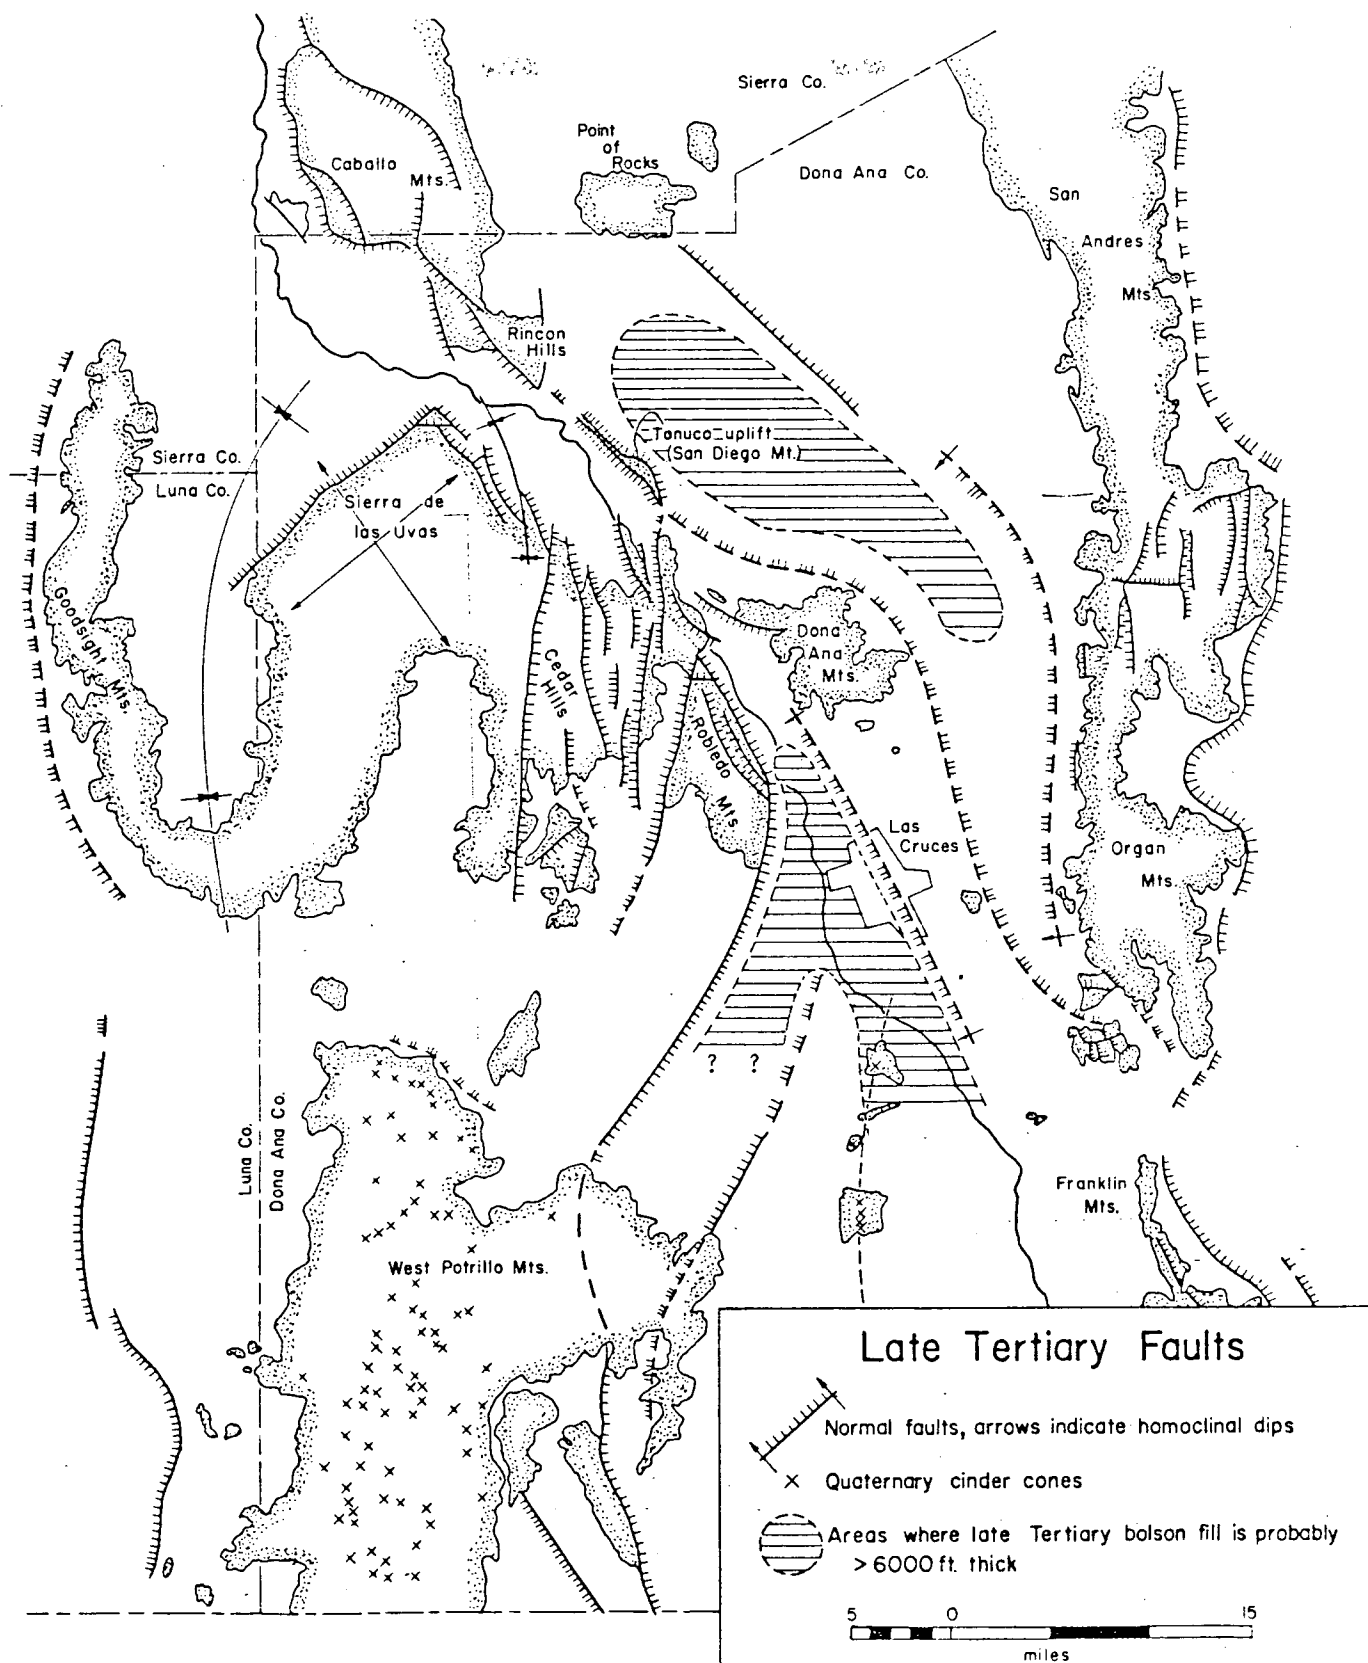 Sierra Co.
Dona Ana Co.
Point
of
Rocks
Caballo
Mts.
San
Andres
Mts
Rincon
Hills
Tonuco uplift
(San Diego Mt.)
Sierra Co.
Luna Co.
Sierra de
las Uvas
Goodsight Mts.
Cedar
Hills
Dona
Ana
Mts.
Robledo Mts
Las
Cruces
Organ
Mts.
? ?
Luna Co.
Dona Ana Co.
Franklin
Mts.
West Potrillo Mts.
Late Tertiary Faults
Normal faults, arrows indicate homoclinal dips
Quaternary cinder cones
Areas where late Tertiary bolson fill is probably
> 6000 ft. thick
5 0 15
miles